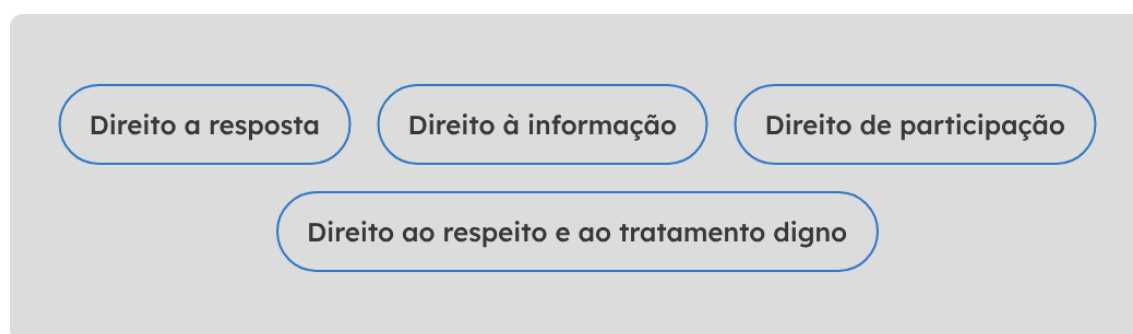 Direito a resposta
Direito à informação
Direito de participação
Direito ao respeito e ao tratamento digno